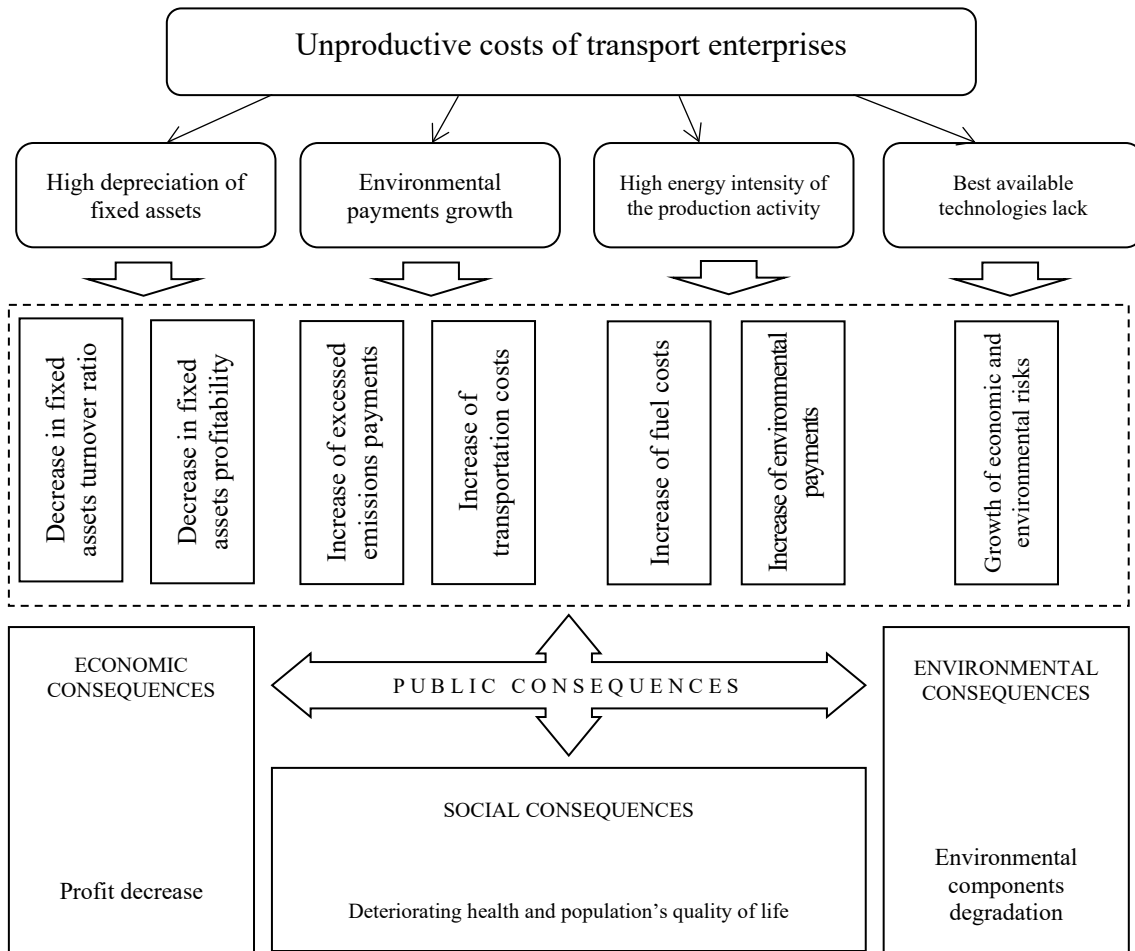 Unproductive costs of transport enterprises
High depreciation of
fixed assets
Environmental
payments growth
High energy intensity of
the production activity
Best available
technologies lack
Decrease in fixed
assets turnover ratio
Decrease in fixed
assets profitability
Increase of excessed
emissions payments
Increase of
transportation costs
Increase of fuel costs
Increase of environmental
payments
Growth of economic and
environmental risks
ECONOMIC
CONSEQUENCES
Profit decrease
PUBLIC CONSEQUENCES
SOCIAL CONSEQUENCES
Deteriorating health and population’s quality of life
ENVIRONMENTAL
CONSEQUENCES
Environmental
components
degradation